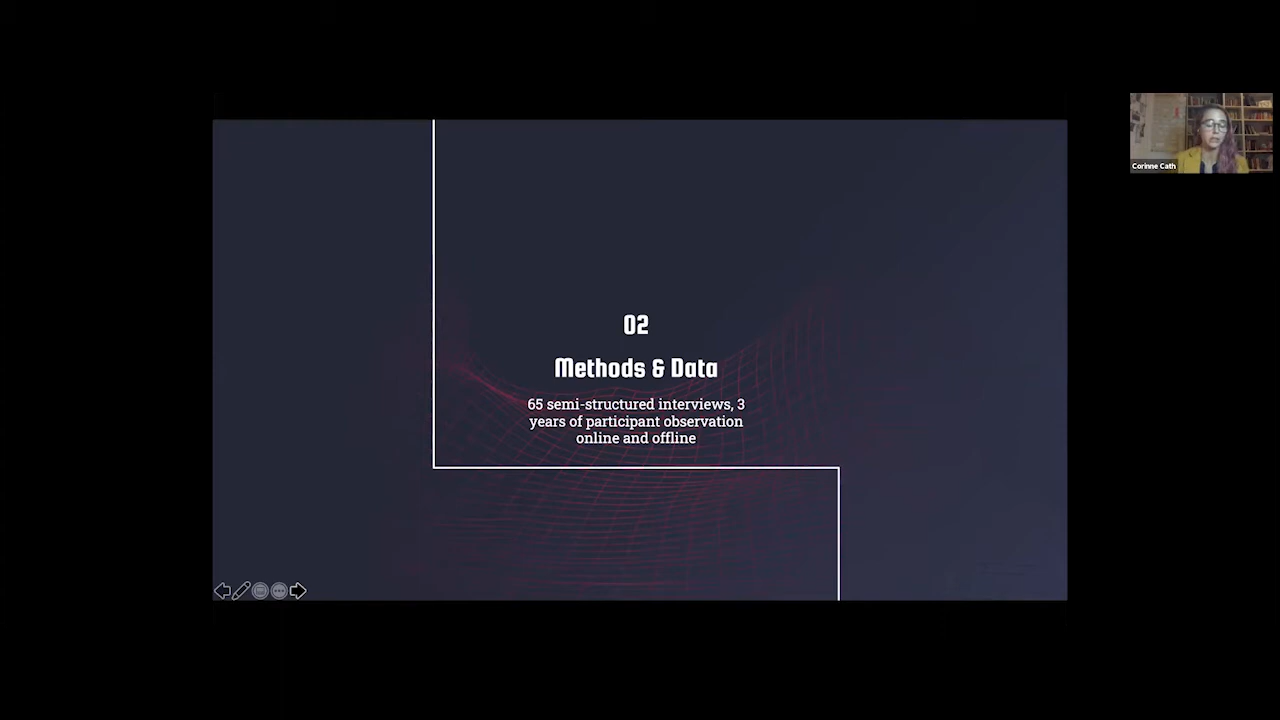 02
Methods & Data
65 semi-structured interviews, 3
years of participant observation
online and offline
Corinne Cath